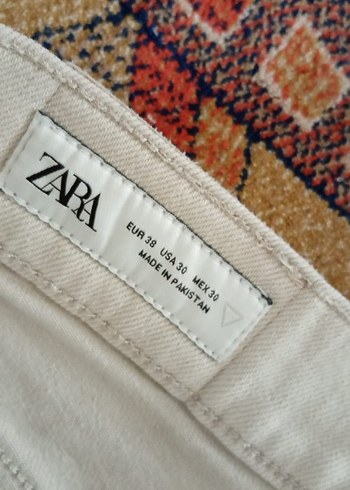 ZARA
EUR 38 USA 30 MEX 30
MADE IN PAKISTAN